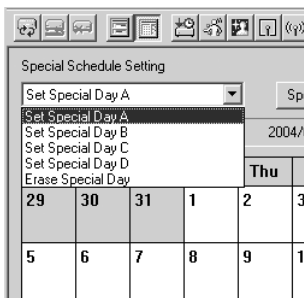 Special Schedule Setting
Set Special Day A
Sp
Set Special Day A
Set Special Day B
2004/
Set Special Day C
Set Special Day D
Thu
Erase Special Day
29 30 31 1 2 3
5 6 7 8 9 1